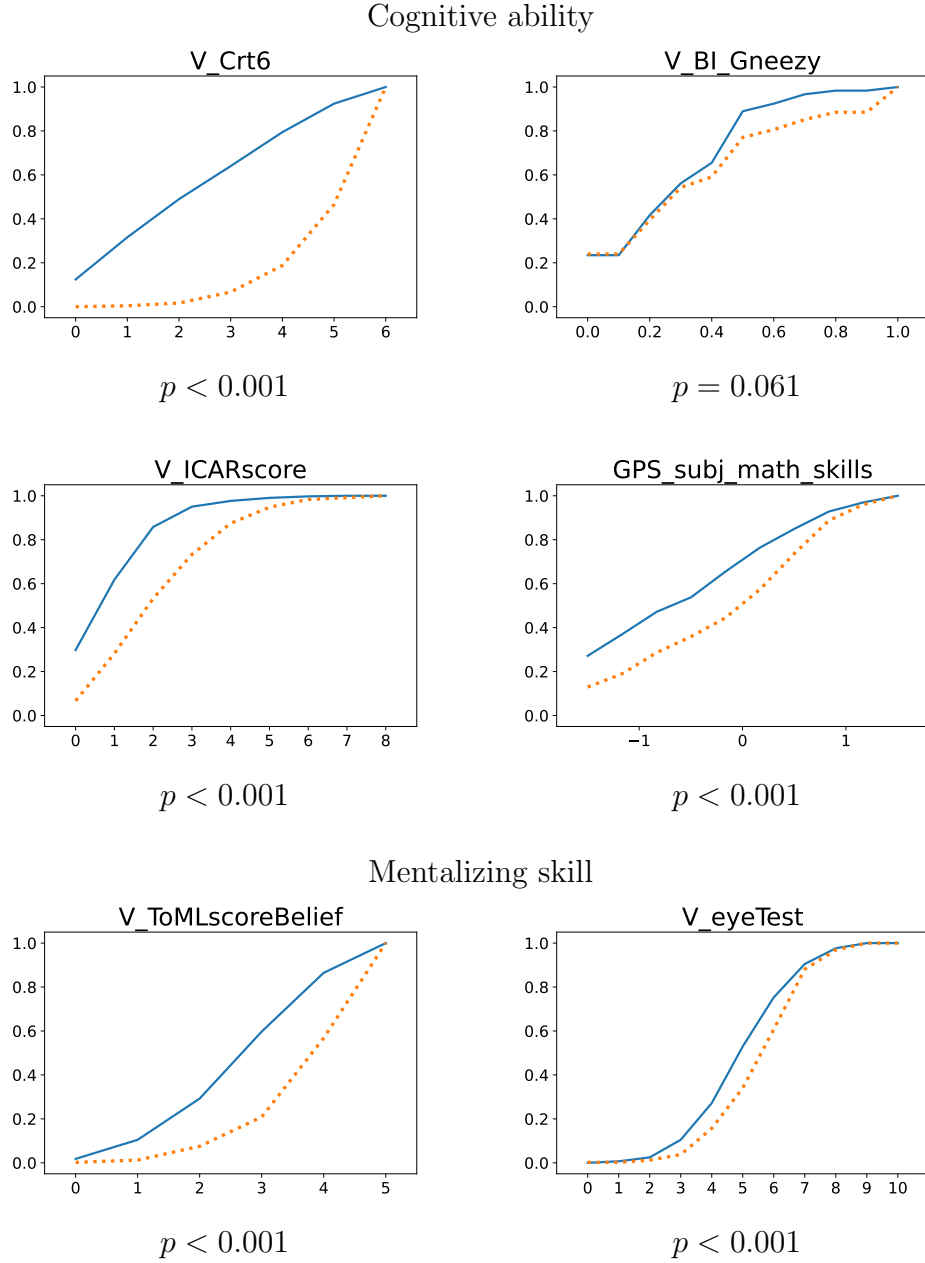 Cognitive ability
V_Crt6
1.0
0.8
0.6
0.4
0.2
0.0
0 1 2 3 4 5 6
p < 0.001
V_BI_Gneezy
1.0
0.8
0.6
0.4
0.2
0.0
0.0 0.2 0.4 0.6 0.8 1.0
p = 0.061
V_ICARscore
1.0
0.8
0.6
0.4
0.2
0.0
0 1 2 3 4 5 6 7 8
p < 0.001
GPS_subj_math_skills
1.0
0.8
0.6
0.4
0.2
0.0
−1 0 1
p < 0.001
Mentalizing skill
V_ToMLscoreBelief
1.0
0.8
0.6
0.4
0.2
0.0
0 1 2 3 4 5
p < 0.001
V_eyeTest
1.0
0.8
0.6
0.4
0.2
0.0
0 1 2 3 4 5 6 7 8 9 10
p < 0.001